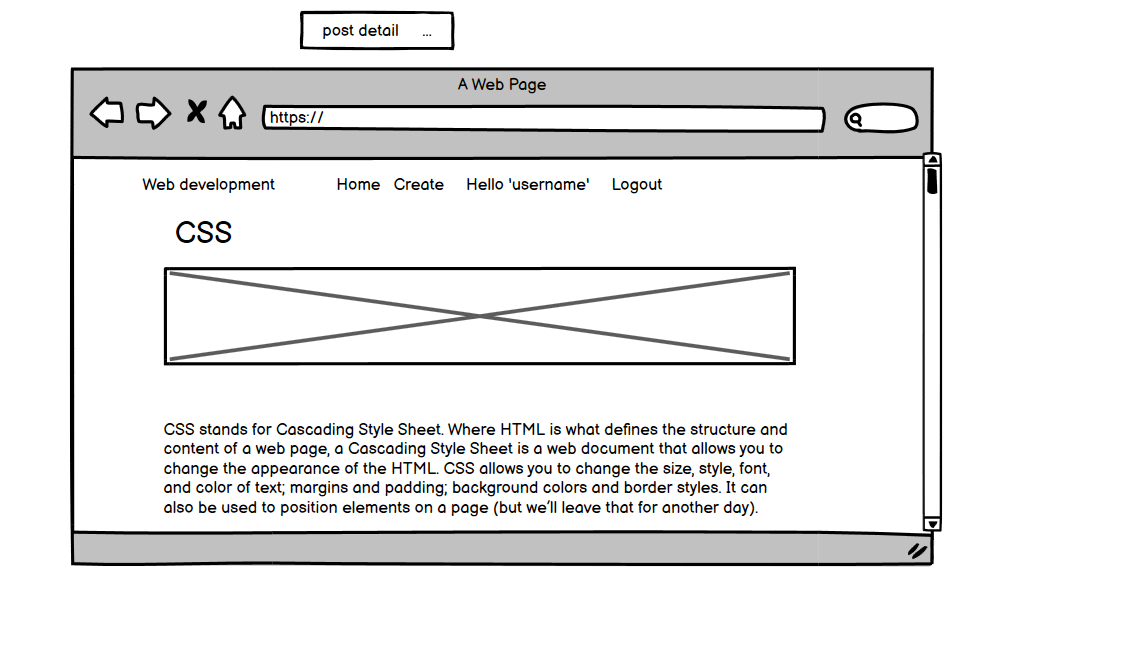 post detail ...
A Web Page
https://
Web development Home Create Hello 'username' Logout
CSS
CSS stands for Cascading Style Sheet. Where HTML is what defines the structure and
content of a web page, a Cascading Style Sheet is a web document that allows you to
change the appearance of the HTML. CSS allows you to change the size, style, font,
and color of text; margins and padding; background colors and border styles. It can
also be used to position elements on a page (but we’ll leave that for another day).